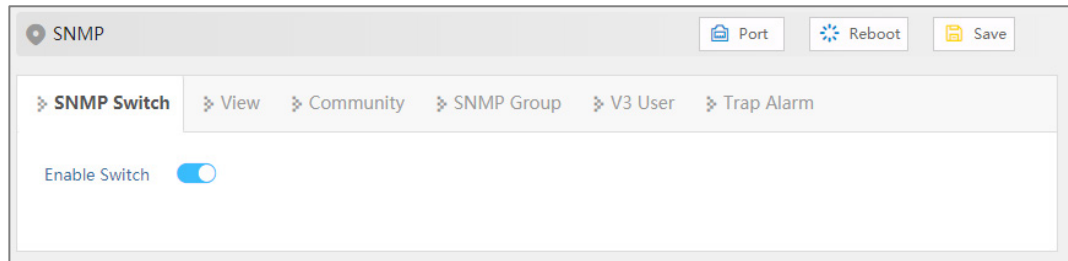 SNMP Port Reboot Save
SNMP Switch View Community SNMP Group V3 User Trap Alarm
Enable Switch